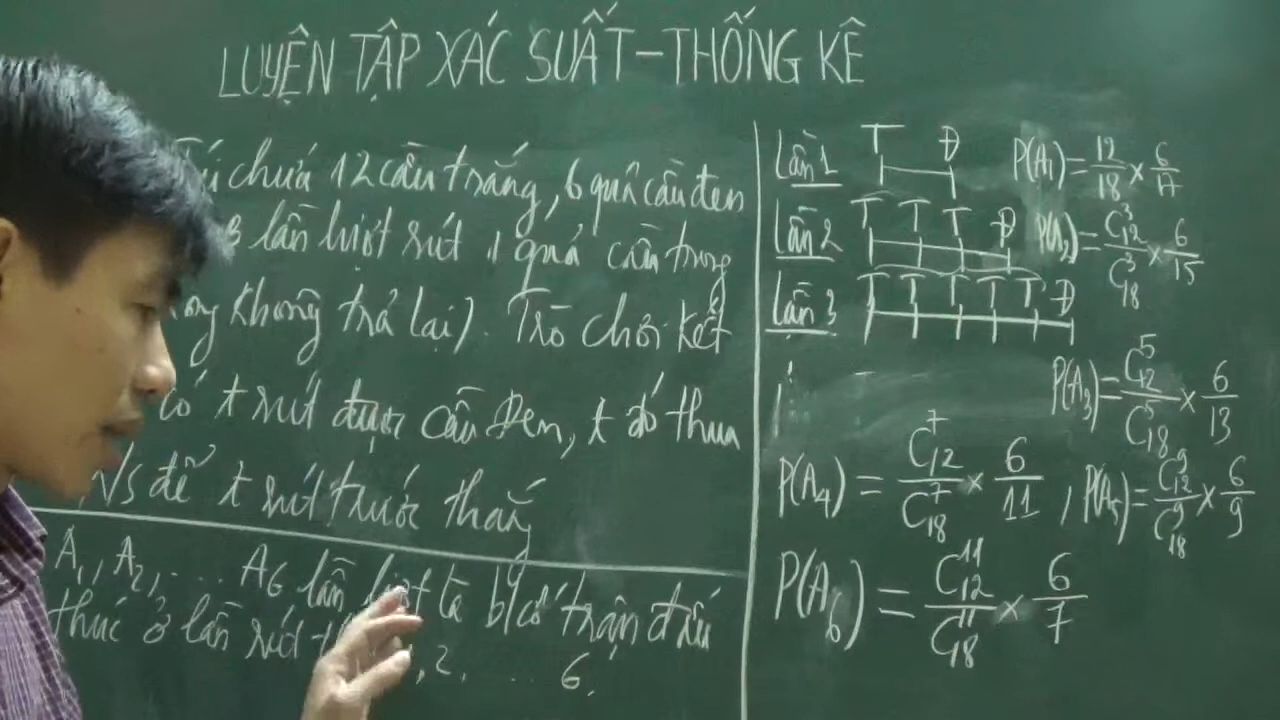 LUYỆN TẬP XÁC SUẤT – THỐNG KÊ
chứa 12 cầu trắng, 6 quả cầu đen
lần lượt rút 1 quả cầu trong
không trả lại). Trò chơi kết
có t rút được cầu Đen, t đó thua
XS để t rút trước thắng
A₁, A₂, ... A₆ lần lượt là b/cố trận đấu
thúc ở lần rút 2, ... 6.
Lần 1 T Đ P(A₁) = 12/18 × 6/17
Lần 2 T T T Đ P(A₂) = C³₁₂/C³₁₈ × 6/15
Lần 3 T T T T T Đ
P(A₃) = C⁵₁₂/C⁵₁₈ × 6/13
P(A₄) = C⁷₁₂/C⁷₁₈ × 6/11 , P(A₅) = C⁹₁₂/C⁹₁₈ × 6/9
P(A₆) = C¹¹₁₂/C¹¹₁₈ × 6/7